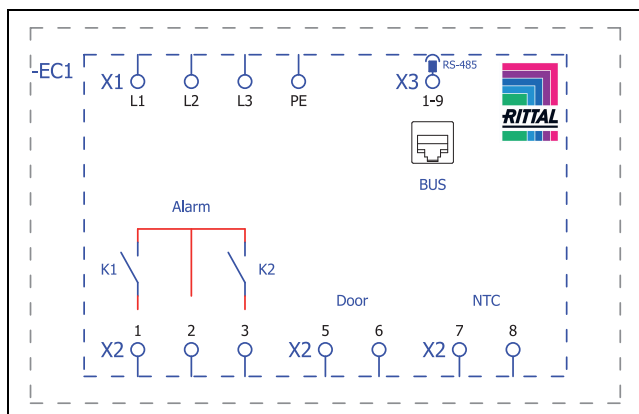 -EC1
X1
L1
L2
L3
PE
X3
RS-485
1-9
RITTAL
BUS
Alarm
K1
K2
Door
NTC
X2
1
2
3
X2
5
6
X2
7
8